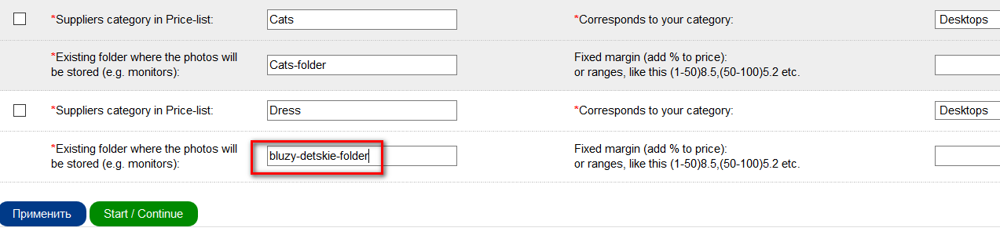 *Suppliers category in Price-list: Cats *Corresponds to your category: Desktops
*Existing folder where the photos will Cats-folder Fixed margin (add % to price):
be stored (e.g. monitors): or ranges, like this (1-50)8.5,(50-100)5.2 etc.
*Suppliers category in Price-list: Dress *Corresponds to your category: Desktops
*Existing folder where the photos will bluzy-detskie-folder Fixed margin (add % to price):
be stored (e.g. monitors): or ranges, like this (1-50)8.5,(50-100)5.2 etc.
Применить Start / Continue